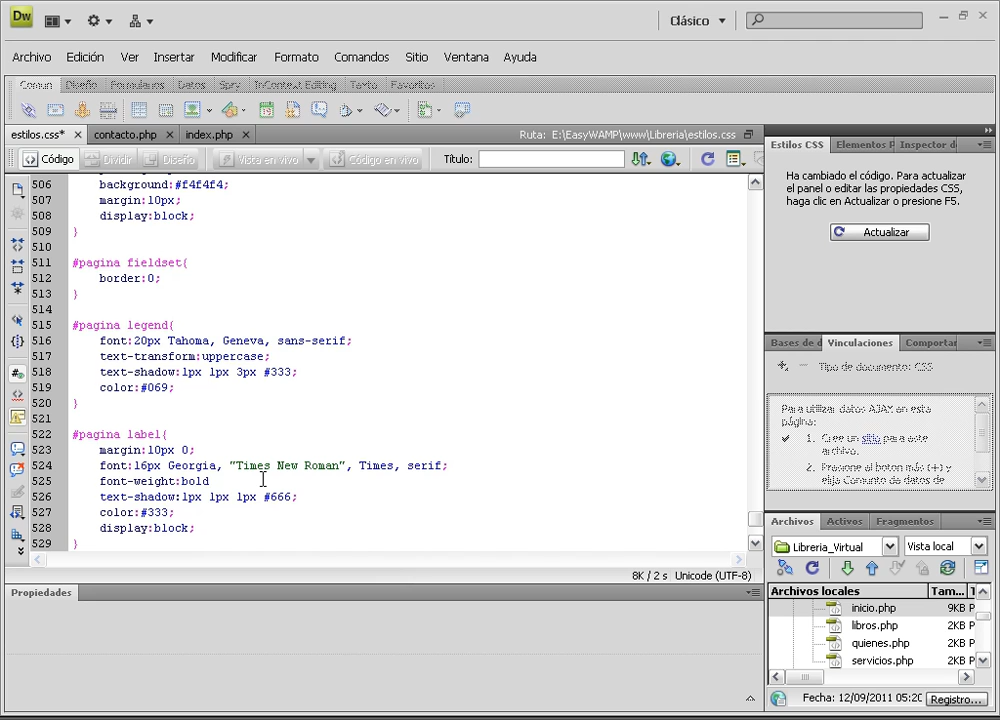 Dw
Clásico
Archivo Edición Ver Insertar Modificar Formato Comandos Sitio Ventana Ayuda
Común Diseño Formularios Datos Spry InContext Editing Texto Favoritos
estilos.css* contacto.php index.php Ruta: E:\EasyWAMP\www\Libreria\estilos.css
Código Dividir Diseño Vista en vivo Código en vivo Título:
506 background:#f4f4f4;
507 margin:10px;
508 display:block;
509 }
510
511 #pagina fieldset{
512 border:0;
513 }
514
515 #pagina legend{
516 font:20px Tahoma, Geneva, sans-serif;
517 text-transform:uppercase;
518 text-shadow:1px 1px 3px #333;
519 color:#069;
520 }
521
522 #pagina label{
523 margin:10px 0;
524 font:16px Georgia, "Times New Roman", Times, serif;
525 font-weight:bold
526 text-shadow:1px 1px 1px #666;
527 color:#333;
528 display:block;
529 }
8K / 2 s Unicode (UTF-8)
Propiedades
Estilos CSS Elementos P Inspector d
Ha cambiado el código. Para actualizar
el panel o editar las propiedades CSS,
haga clic en Actualizar o presione F5.
Actualizar
Bases de d Vinculaciones Comportar
Tipo de documento: CSS
Para utilizar datos AJAX en esta
página:
1. Cree un sitio para este
archivo.
2. Presione el botón más (+) y
elija Conjunto de datos de
Archivos Activos Fragmentos
Libreria_Virtual Vista local
Archivos locales Tam... T
inicio.php 9KB P
libros.php 2KB P
quienes.php 2KB P
servicios.php 2KB P
Fecha: 12/09/2011 05:20 Registro...